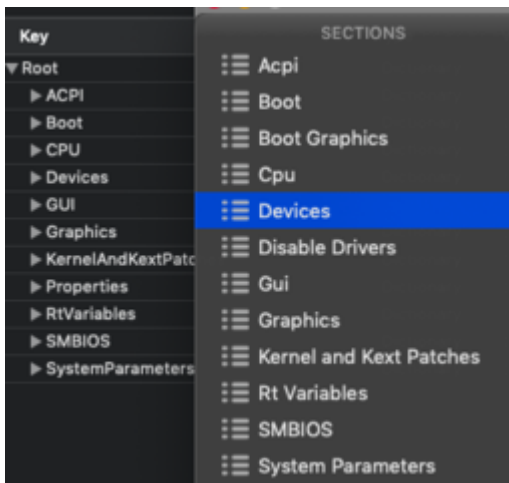 Key
Root
ACPI
Boot
CPU
Devices
GUI
Graphics
KernelAndKextPatc
Properties
RtVariables
SMBIOS
SystemParameters
SECTIONS
Acpi
Boot
Boot Graphics
Cpu
Devices
Disable Drivers
Gui
Graphics
Kernel and Kext Patches
Rt Variables
SMBIOS
System Parameters